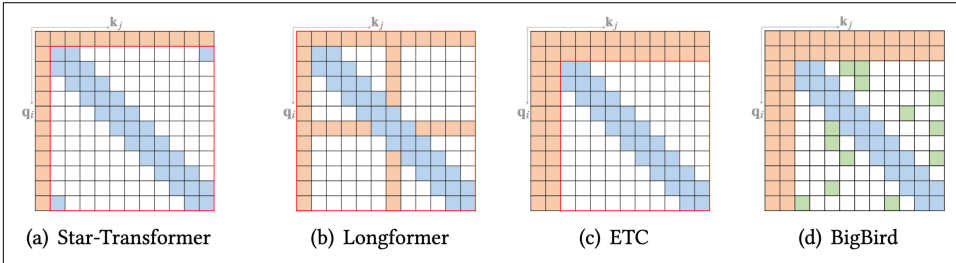 k_j
k_j
k_j
k_j
q_i
q_i
q_i
q_i
(a) Star-Transformer
(b) Longformer
(c) ETC
(d) BigBird